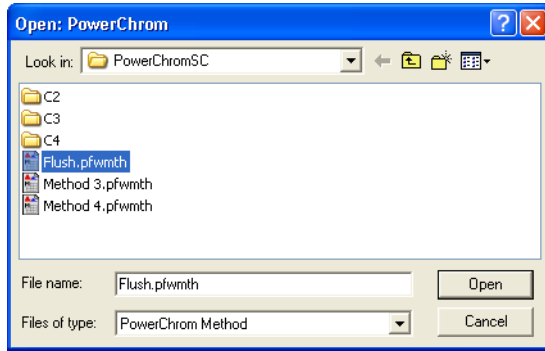 Open: PowerChrom
Look in: PowerChromSC
C2
C3
C4
Flush.pfwmth
Method 3.pfwmth
Method 4.pfwmth
File name: Flush.pfwmth Open
Files of type: PowerChrom Method Cancel